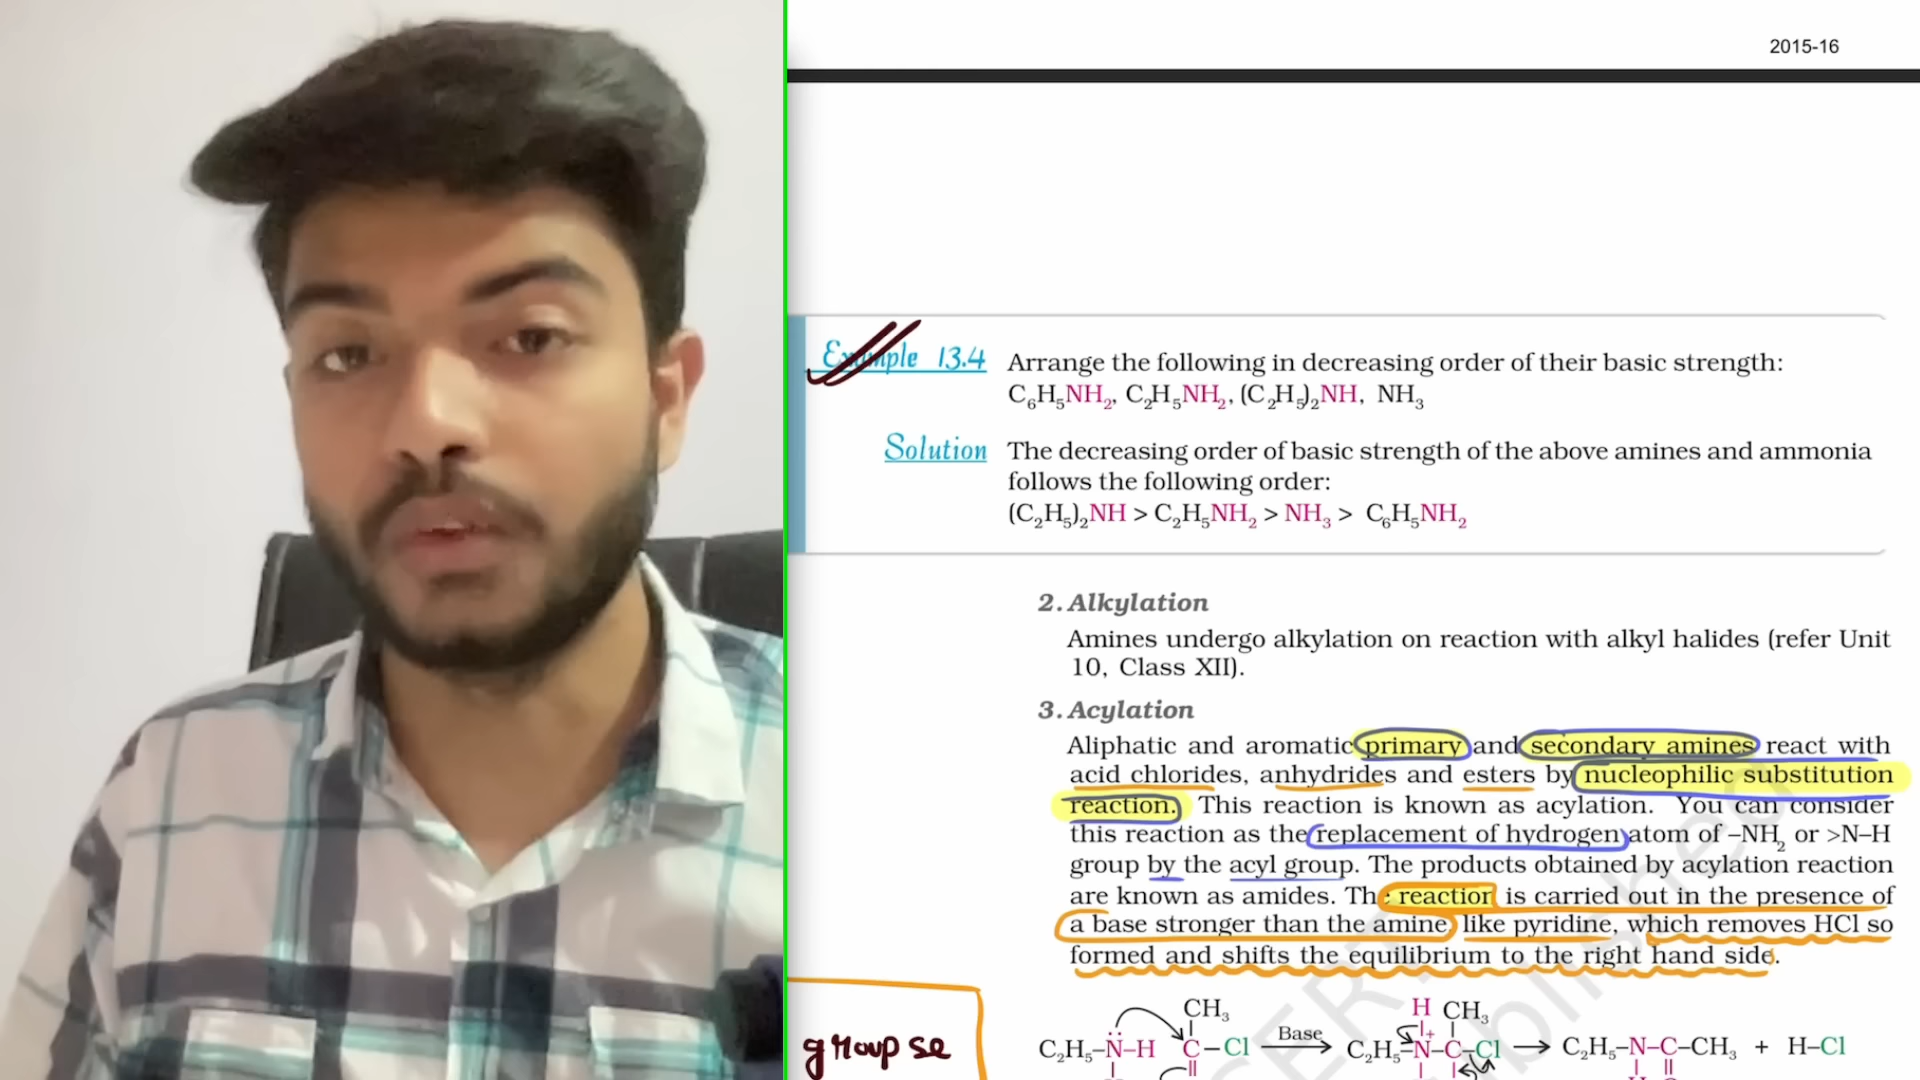 2015-16
Example 13.4 Arrange the following in decreasing order of their basic strength:
C₆H₅NH₂, C₂H₅NH₂, (C₂H₅)₂NH, NH₃
Solution The decreasing order of basic strength of the above amines and ammonia
follows the following order:
(C₂H₅)₂NH > C₂H₅NH₂ > NH₃ > C₆H₅NH₂
2. Alkylation
Amines undergo alkylation on reaction with alkyl halides (refer Unit
10, Class XII).
3. Acylation
Aliphatic and aromatic primary and secondary amines react with
acid chlorides, anhydrides and esters by nucleophilic substitution
reaction. This reaction is known as acylation. You can consider
this reaction as the replacement of hydrogen atom of –NH₂ or >N–H
group by the acyl group. The products obtained by acylation reaction
are known as amides. The reaction is carried out in the presence of
a base stronger than the amine, like pyridine, which removes HCl so
formed and shifts the equilibrium to the right hand side.
CH₃ H CH₃
C₂H₅–N–H C–Cl Base C₂H₅–N–C–Cl C₂H₅–N–C–CH₃ + H–Cl
group se